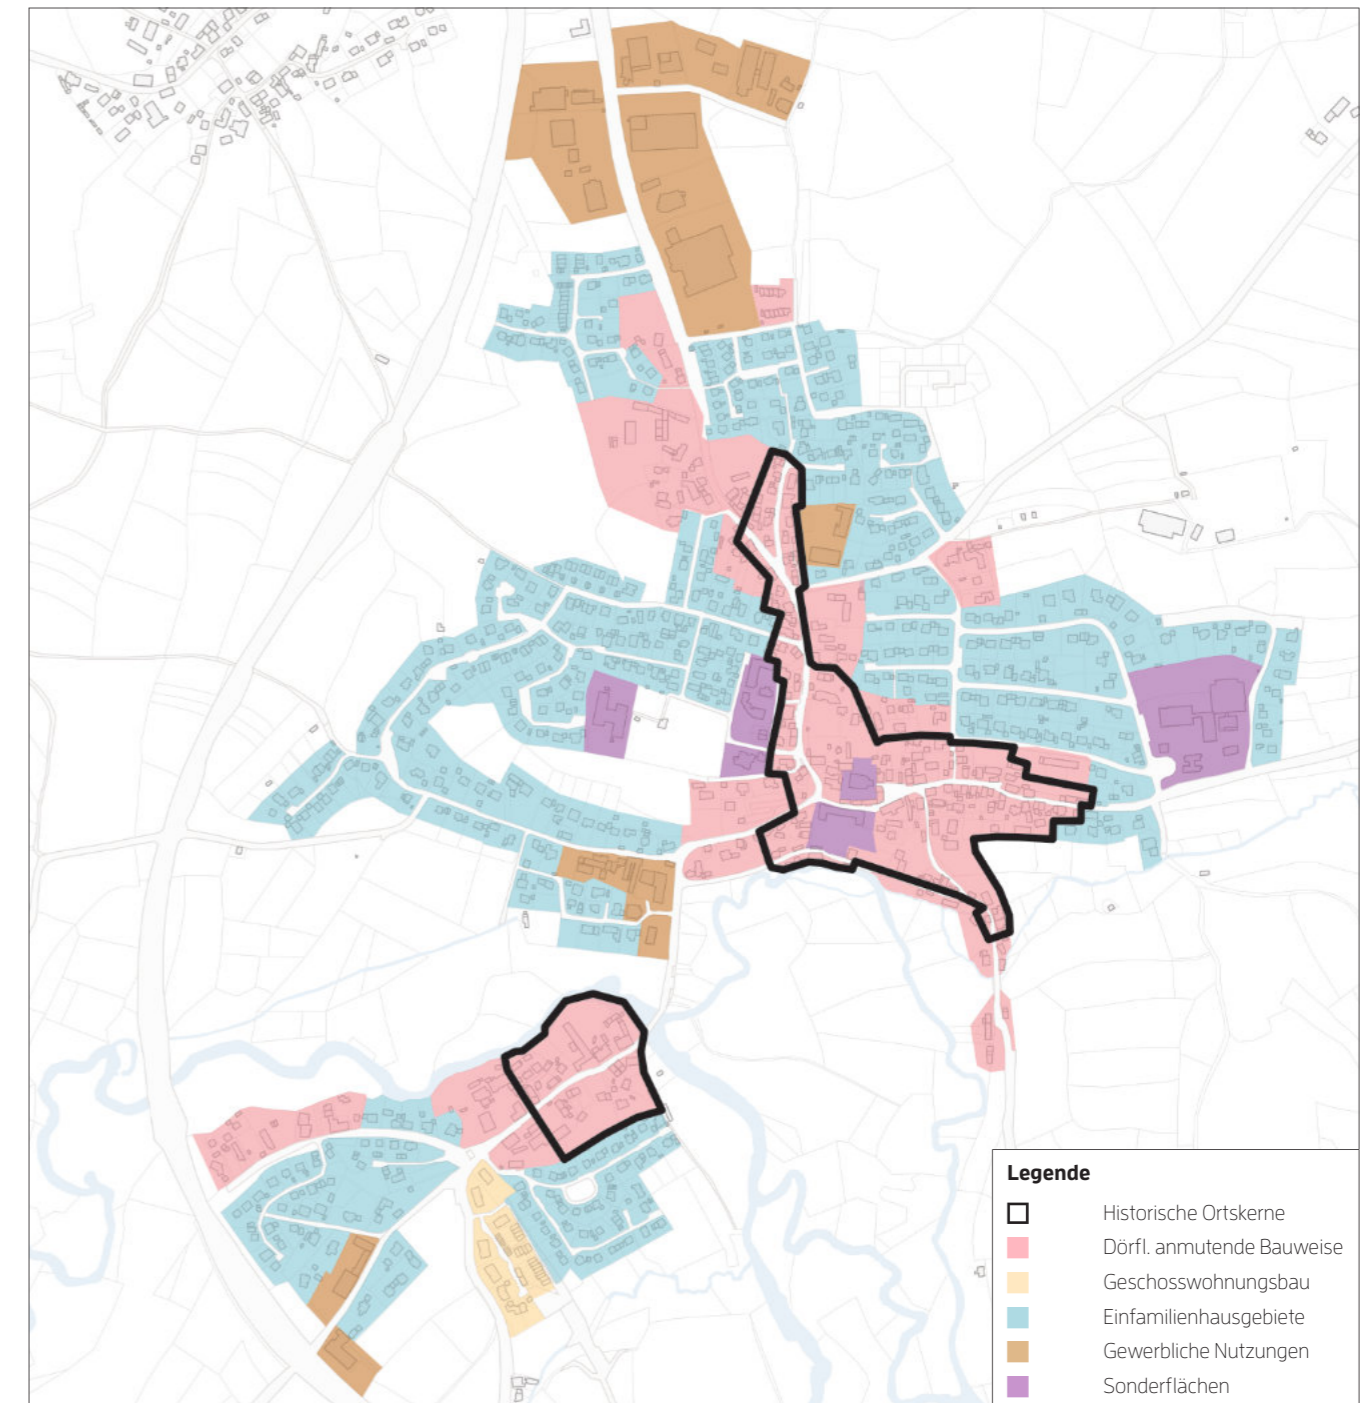 Legende
Historische Ortskerne
Dörfl. anmutende Bauweise
Geschosswohnungsbau
Einfamilienhausgebiete
Gewerbliche Nutzungen
Sonderflächen